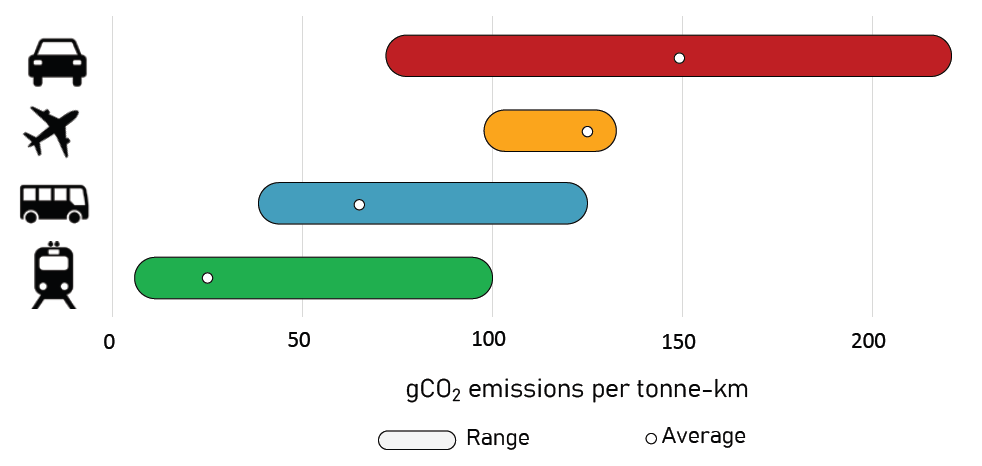 0 50 100 150 200
gCO₂ emissions per tonne-km
Range Average